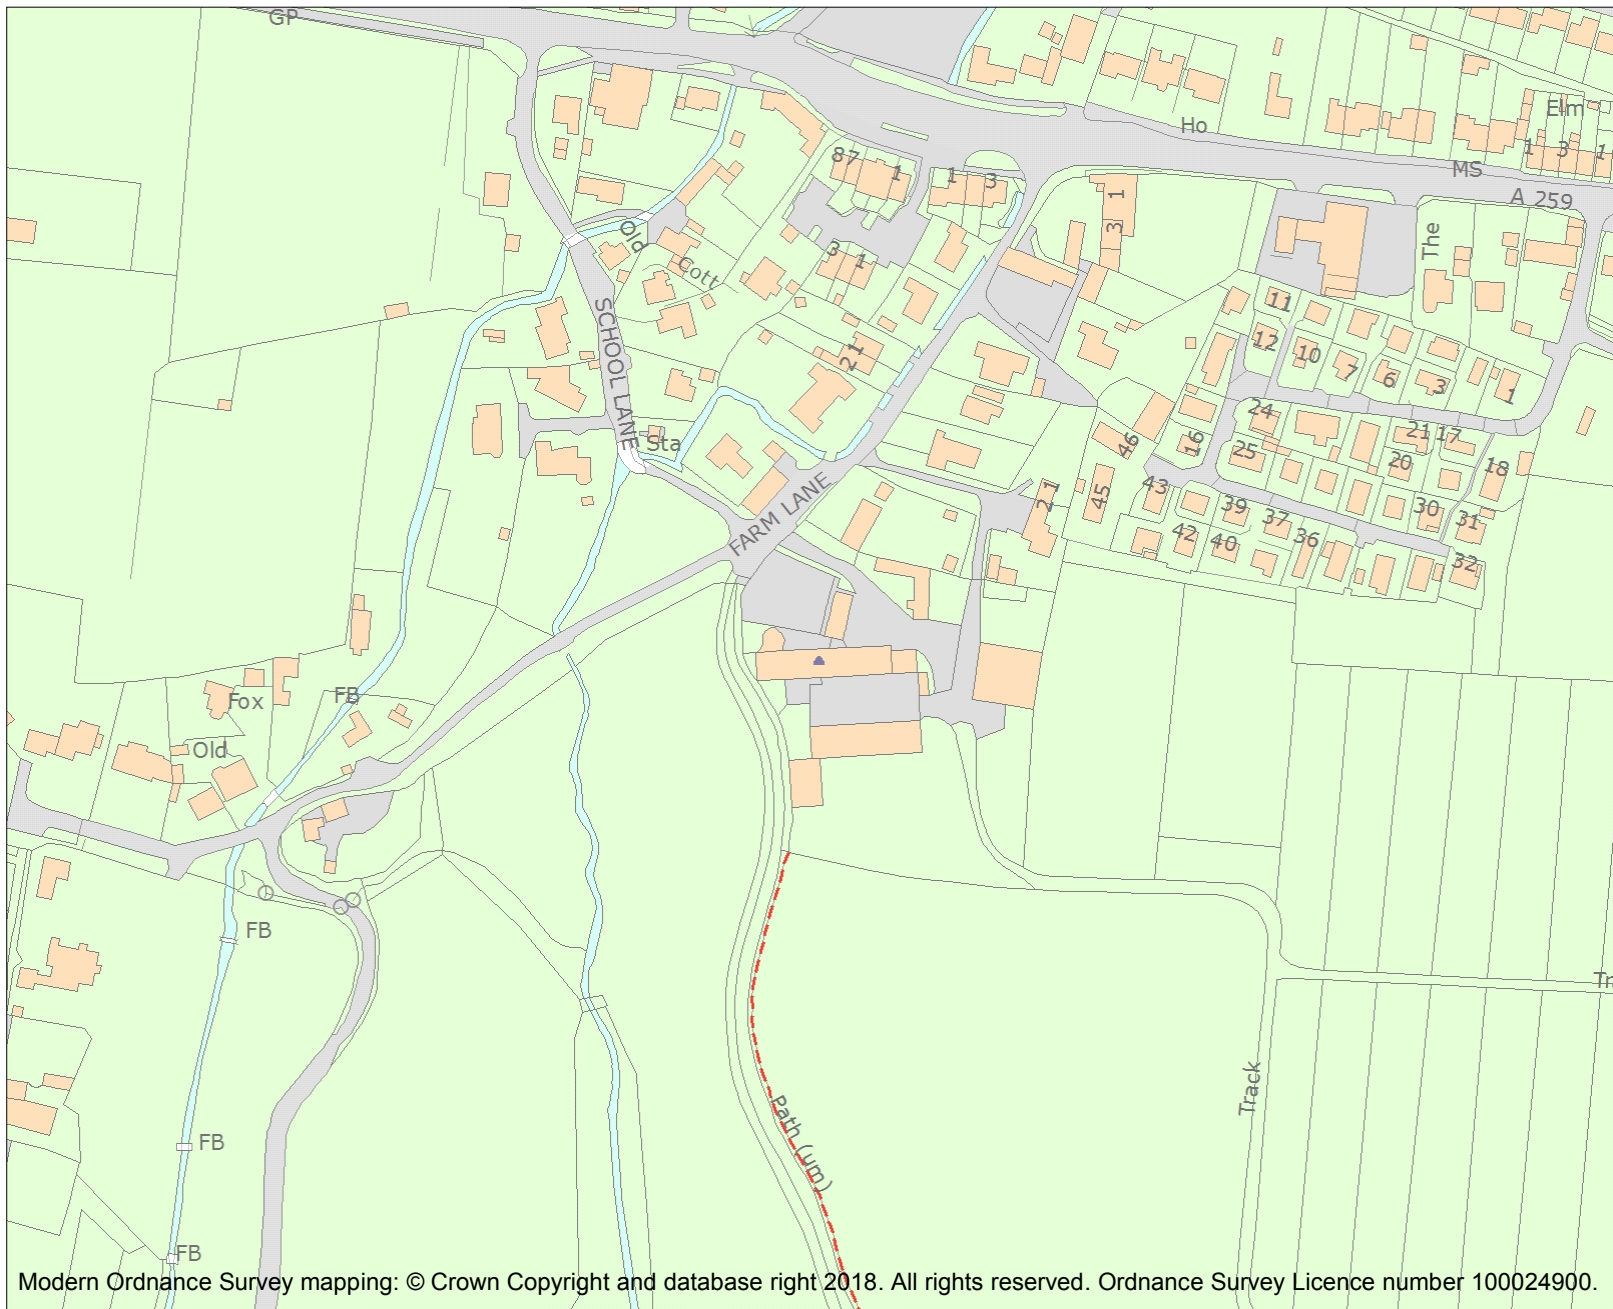 GP
Ho
Elm
1 3 1
MS
A 259
87 1
1 3
3 1
The
Old
Cott
3 1
11
12 10 7 6 3 1
SCHOOL LANE
21
24
21 17
Sta
46 16 25 20 18
FARM LANE
21 45 43 39 37 36 30 31
42 40 32
FB
Fox
Old
FB
Tr
Track
Path (um)
FB
FB
Modern Ordnance Survey mapping: © Crown Copyright and database right 2018. All rights reserved. Ordnance Survey Licence number 100024900.